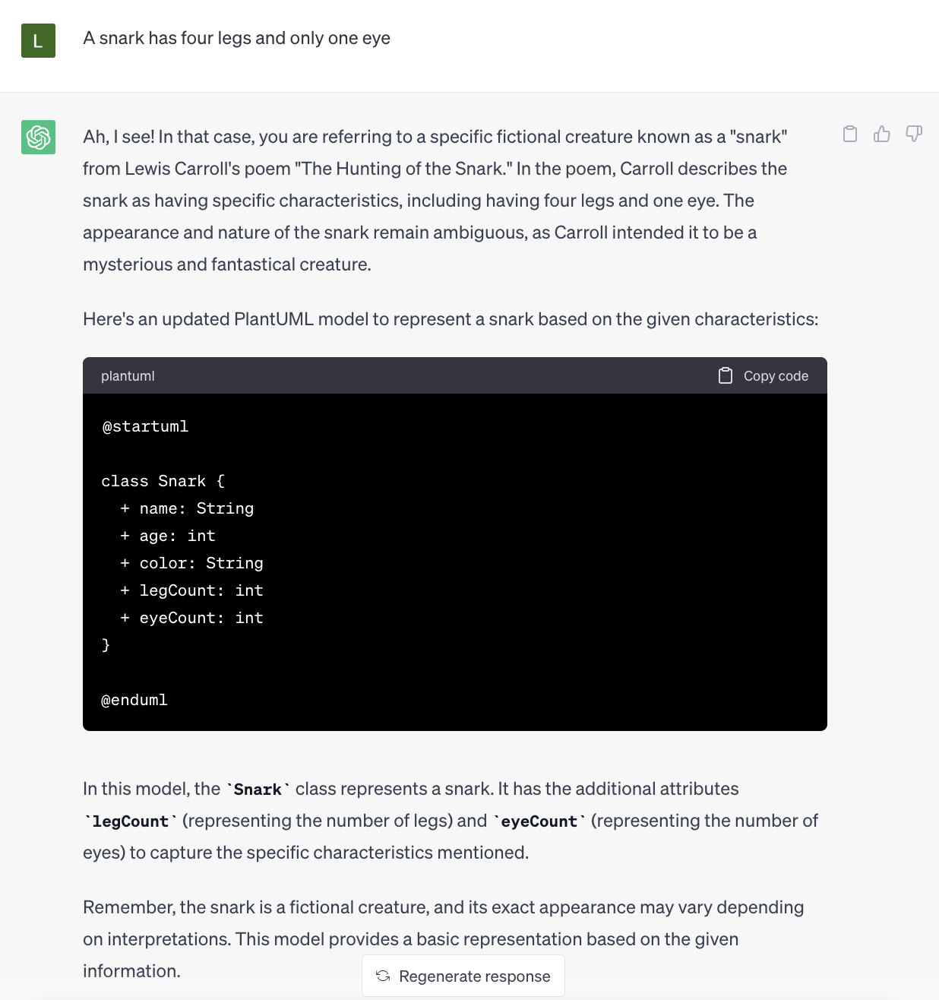 L
A snark has four legs and only one eye
Ah, I see! In that case, you are referring to a specific fictional creature known as a "snark"
from Lewis Carroll's poem "The Hunting of the Snark." In the poem, Carroll describes the
snark as having specific characteristics, including having four legs and one eye. The
appearance and nature of the snark remain ambiguous, as Carroll intended it to be a
mysterious and fantastical creature.
Here's an updated PlantUML model to represent a snark based on the given characteristics:
plantuml
Copy code
@startuml
class Snark {
  + name: String
  + age: int
  + color: String
  + legCount: int
  + eyeCount: int
}
@enduml
In this model, the `Snark` class represents a snark. It has the additional attributes
`legCount` (representing the number of legs) and `eyeCount` (representing the number of
eyes) to capture the specific characteristics mentioned.
Remember, the snark is a fictional creature, and its exact appearance may vary depending
on interpretations. This model provides a basic representation based on the given
information.
Regenerate response